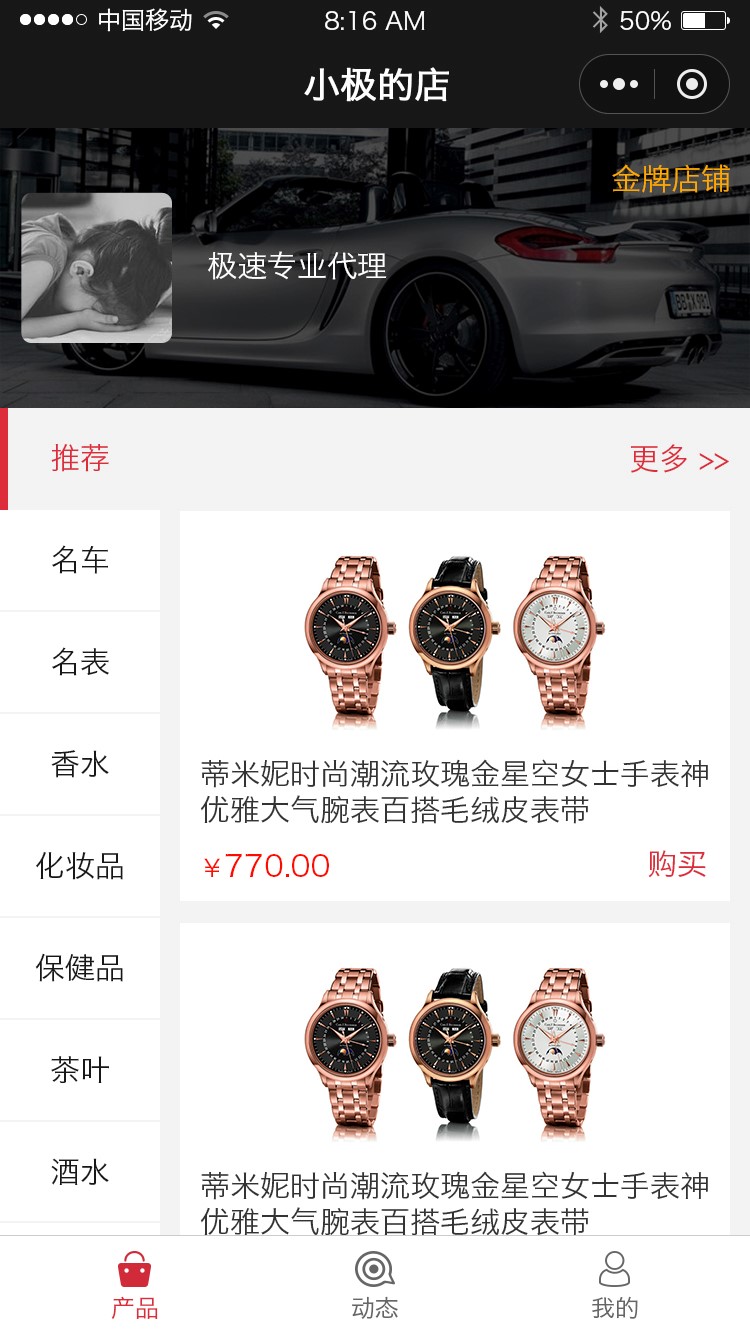 中国移动 8:16 AM 50%
小极的店
金牌店铺
极速专业代理
推荐 更多 >>
名车
名表
香水
化妆品
保健品
茶叶
酒水
蒂米妮时尚潮流玫瑰金星空女士手表神
优雅大气腕表百搭毛绒皮表带
¥770.00 购买
蒂米妮时尚潮流玫瑰金星空女士手表神
优雅大气腕表百搭毛绒皮表带
产品 动态 我的